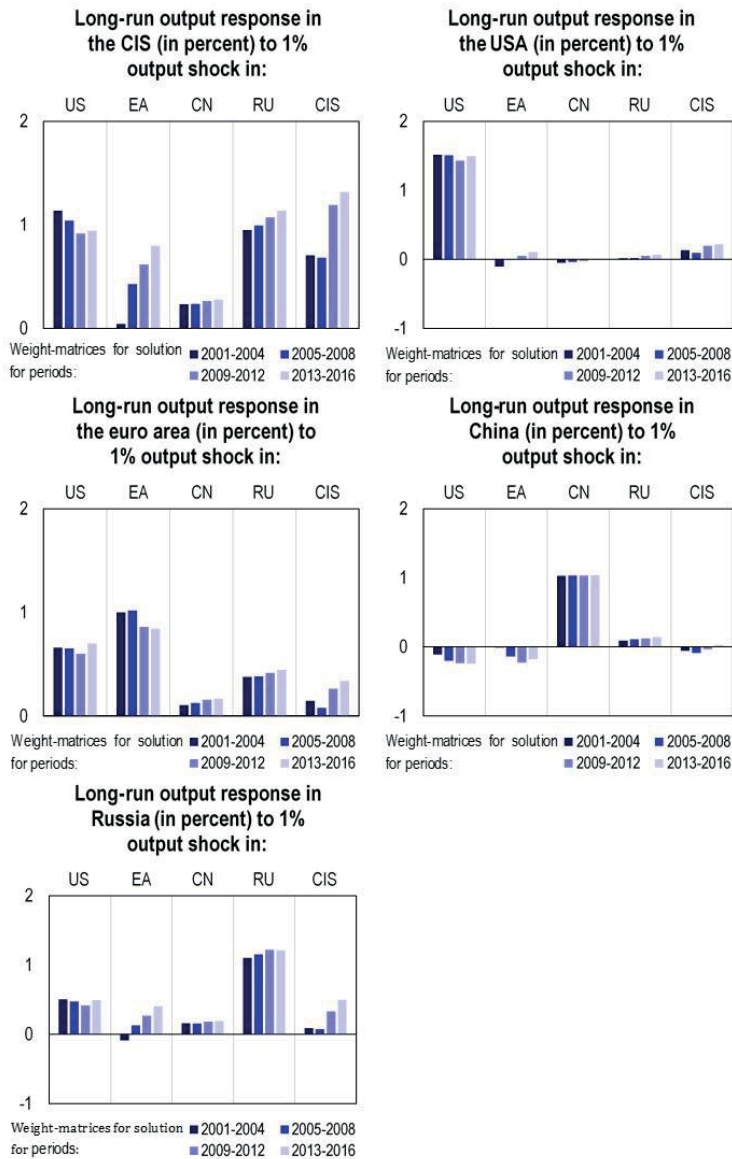 Long-run output response in
the CIS (in percent) to 1%
output shock in:
US EA CN RU CIS
2
1
0
Weight-matrices for solution
for periods:
2001-2004 2005-2008
2009-2012 2013-2016
Long-run output response in
the USA (in percent) to 1%
output shock in:
US EA CN RU CIS
2
1
0
-1
Weight-matrices for solution
for periods:
2001-2004 2005-2008
2009-2012 2013-2016
Long-run output response in
the euro area (in percent) to
1% output shock in:
US EA CN RU CIS
2
1
0
Weight-matrices for solution
for periods:
2001-2004 2005-2008
2009-2012 2013-2016
Long-run output response in
China (in percent) to 1%
output shock in:
US EA CN RU CIS
2
1
0
-1
Weight-matrices for solution
for periods:
2001-2004 2005-2008
2009-2012 2013-2016
Long-run output response in
Russia (in percent) to 1%
output shock in:
US EA CN RU CIS
2
1
0
-1
Weight-matrices for solution
for periods:
2001-2004 2005-2008
2009-2012 2013-2016